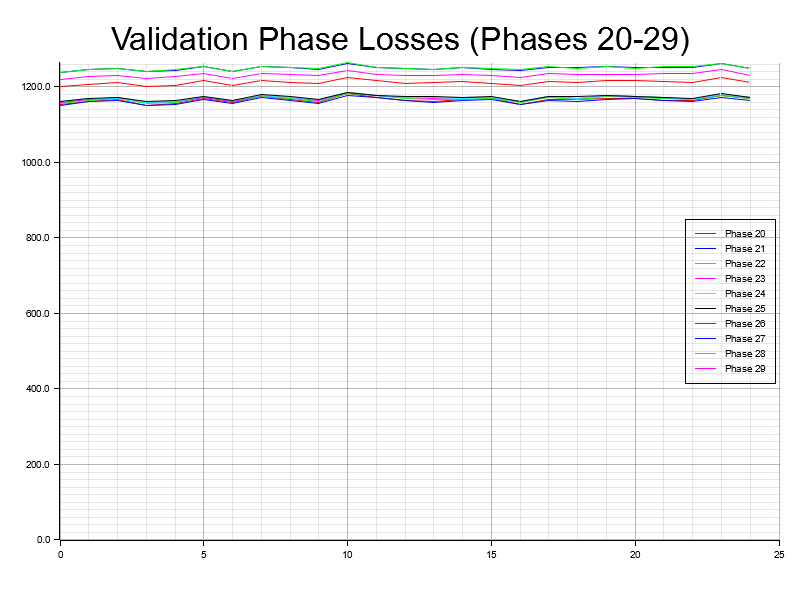 Validation Phase Losses (Phases 20-29)
1200.0
1000.0
800.0
600.0
400.0
200.0
0.0
0 5 10 15 20 25
Phase 20
Phase 21
Phase 22
Phase 23
Phase 24
Phase 25
Phase 26
Phase 27
Phase 28
Phase 29